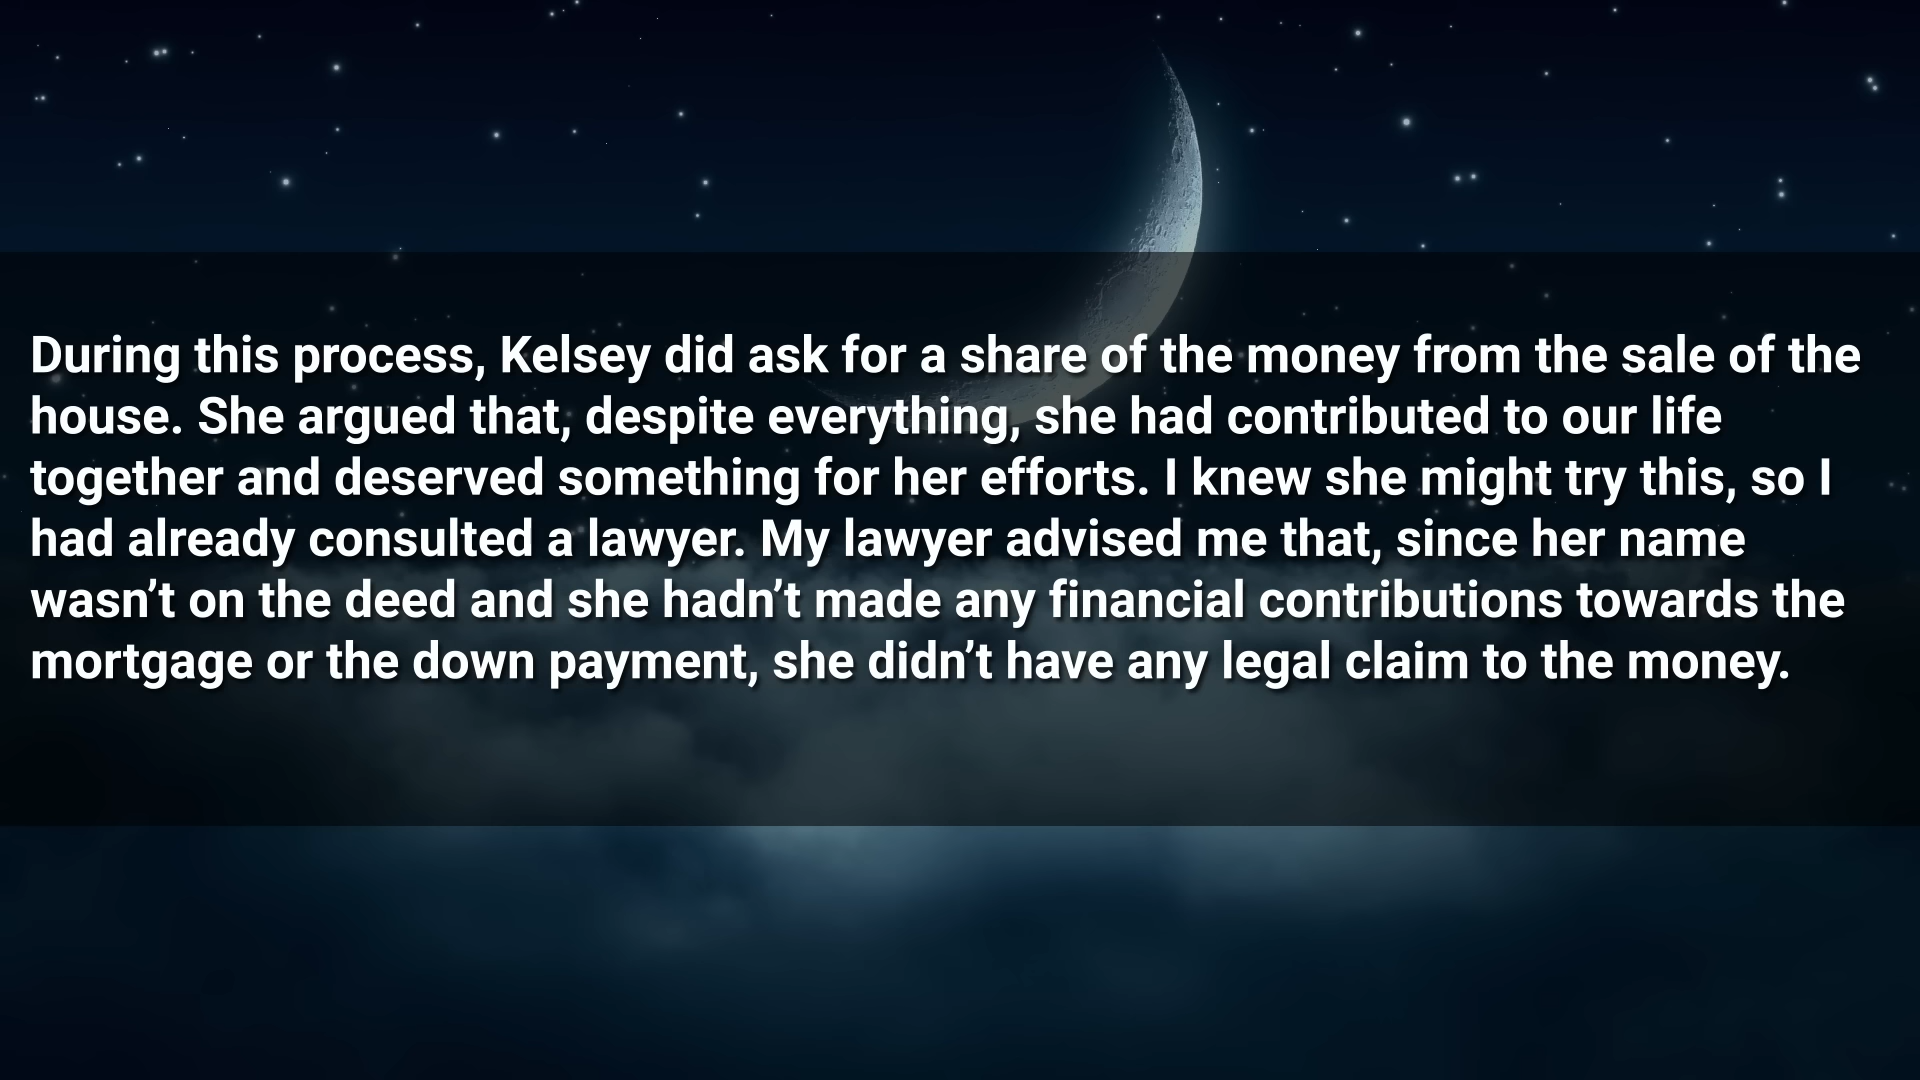 During this process, Kelsey did ask for a share of the money from the sale of the
house. She argued that, despite everything, she had contributed to our life
together and deserved something for her efforts. I knew she might try this, so I
had already consulted a lawyer. My lawyer advised me that, since her name
wasn’t on the deed and she hadn’t made any financial contributions towards the
mortgage or the down payment, she didn’t have any legal claim to the money.